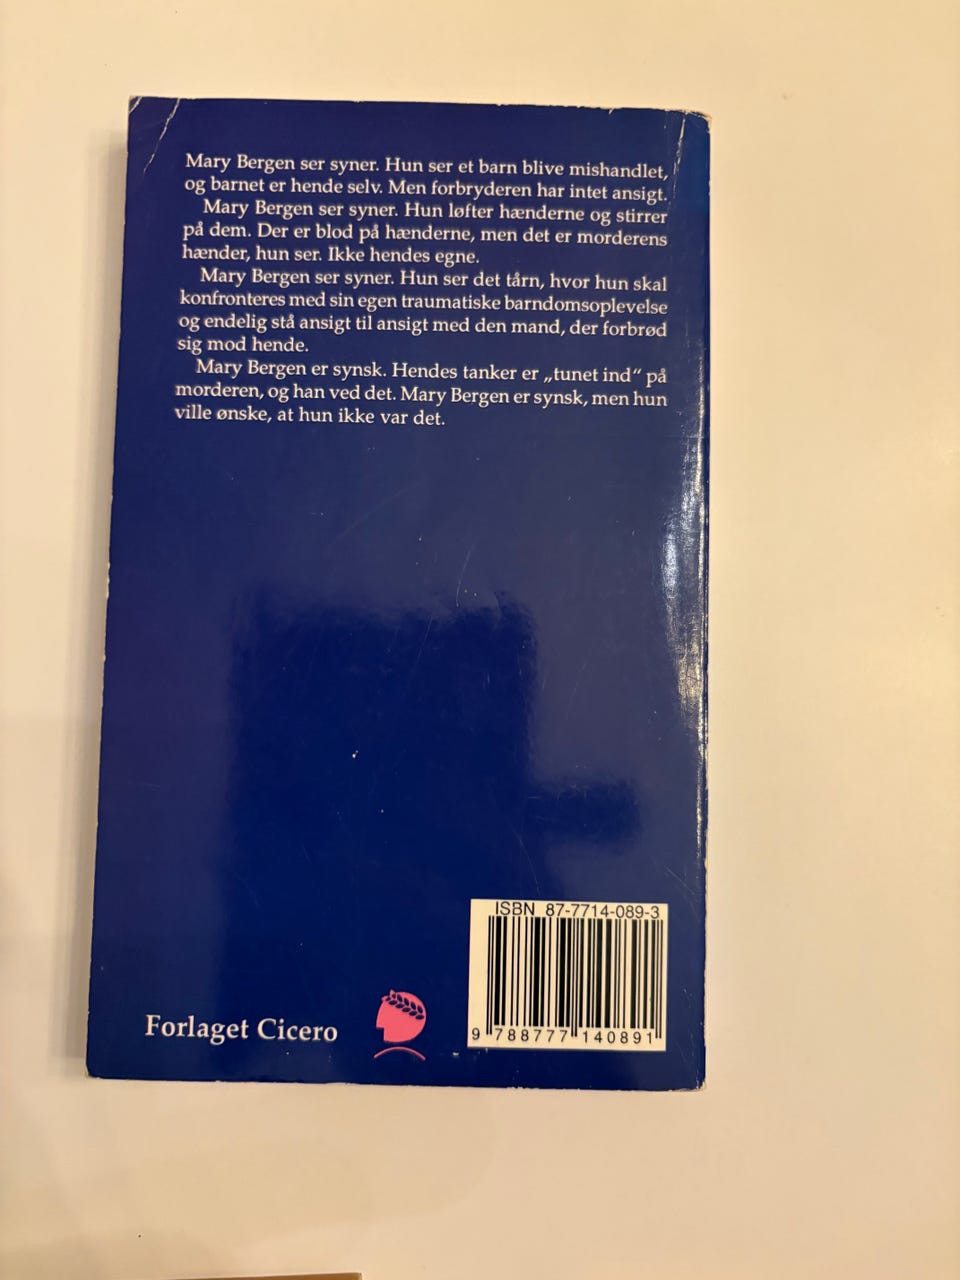 Mary Bergen ser syner. Hun ser et barn blive mishandlet,
og barnet er hende selv. Men forbryderen har intet ansigt.
Mary Bergen ser syner. Hun løfter hænderne og stirrer
på dem. Der er blod på hænderne, men det er morderens
hænder, hun ser. Ikke hendes egne.
Mary Bergen ser syner. Hun ser det tårn, hvor hun skal
konfronteres med sin egen traumatiske barndomsoplevelse
og endelig stå ansigt til ansigt med den mand, der forbrød
sig mod hende.
Mary Bergen er synsk. Hendes tanker er „tunet ind“ på
morderen, og han ved det. Mary Bergen er synsk, men hun
ville ønske, at hun ikke var det.
ISBN 87-7714-089-3
9 788777 140891
Forlaget Cicero